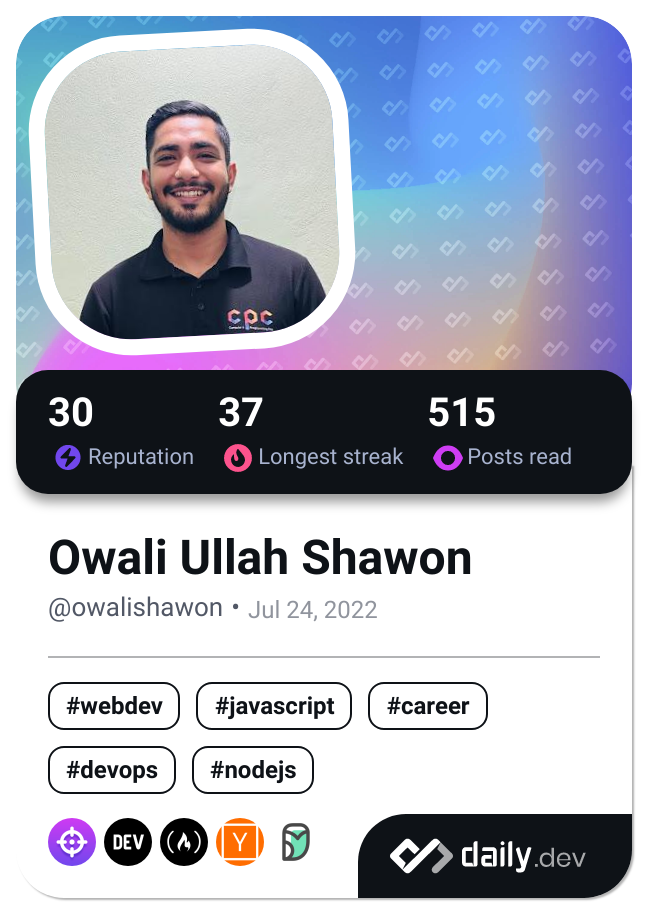 cpc
30 37 515
Reputation Longest streak Posts read
Owali Ullah Shawon
@owalishawon • Jul 24, 2022
#webdev #javascript #career
#devops #nodejs
DEV Y
daily.dev